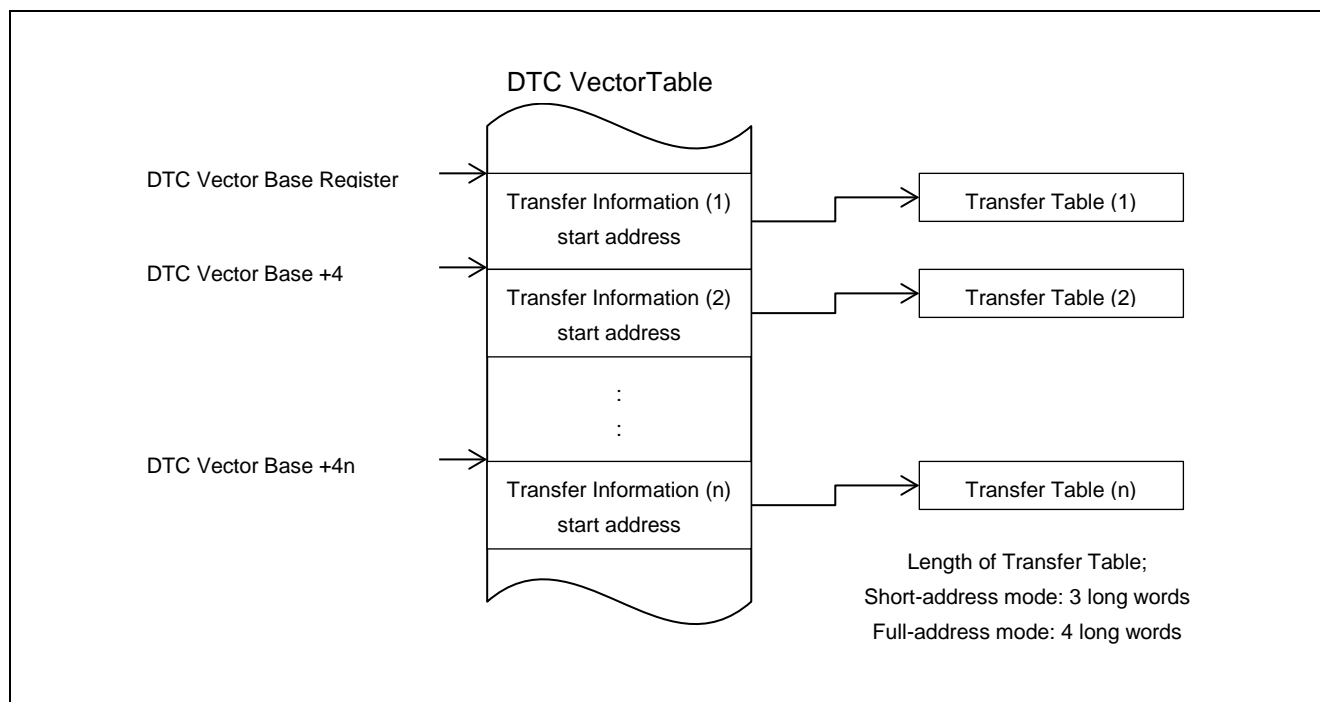 DTC VectorTable
DTC Vector Base Register
Transfer Information (1)
start address
Transfer Table (1)
DTC Vector Base +4
Transfer Information (2)
start address
Transfer Table (2)
:
:
DTC Vector Base +4n
Transfer Information (n)
start address
Transfer Table (n)
Length of Transfer Table;
Short-address mode: 3 long words
Full-address mode: 4 long words